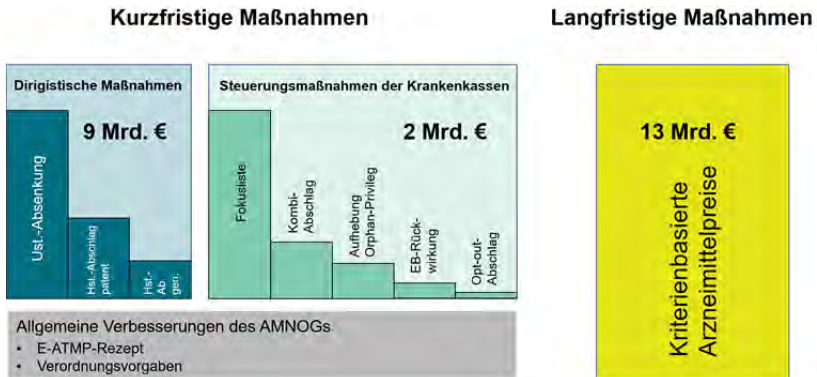 Kurzfristige Maßnahmen
Langfristige Maßnahmen
Dirigistische Maßnahmen
9 Mrd. €
Ust.-Absenkung
Hst.-Abschlag
patent
Hst.-
Ab
gen.
Steuerungsmaßnahmen der Krankenkassen
2 Mrd. €
Fokusliste
Kombi-
Abschlag
Aufhebung
Orphan-Privileg
EB-Rück-
wirkung
Opt-out-
Abschlag
13 Mrd. €
Kriterienbasierte
Arzneimittelpreise
Allgemeine Verbesserungen des AMNOGs
• E-ATMP-Rezept
• Verordnungsvorgaben